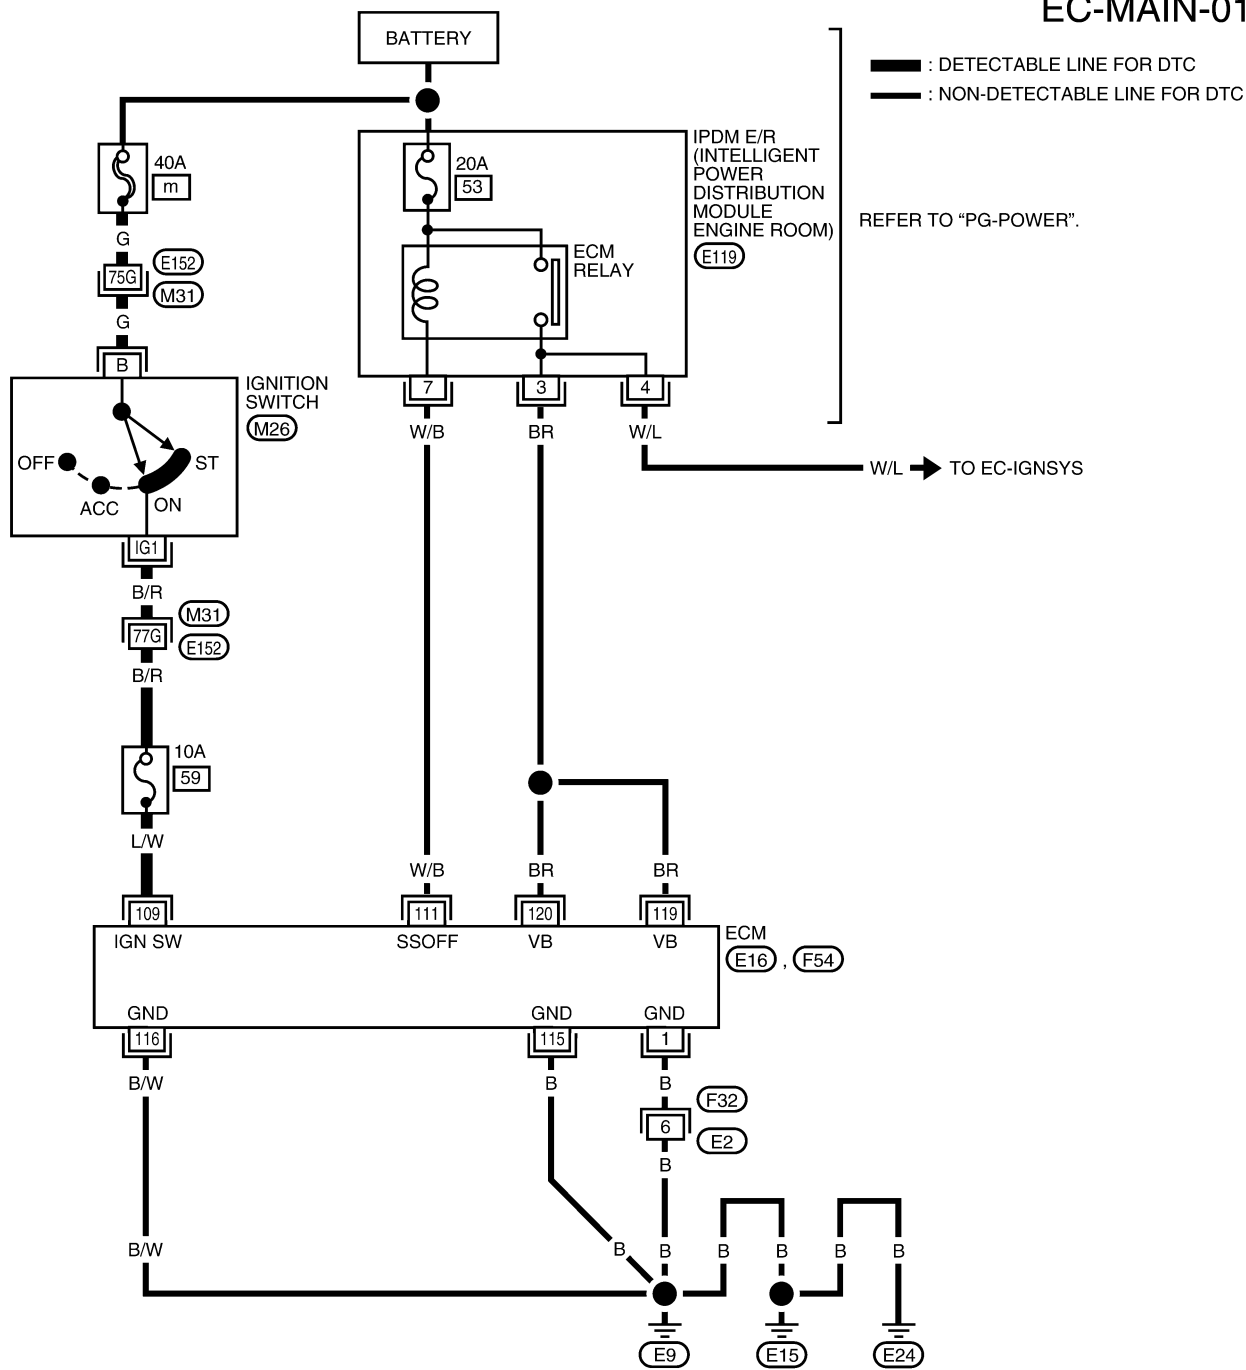 EC-MAIN-01
BATTERY
: DETECTABLE LINE FOR DTC
: NON-DETECTABLE LINE FOR DTC
40A
m
20A
53
IPDM E/R
(INTELLIGENT
POWER
DISTRIBUTION
MODULE
ENGINE ROOM)
E119
REFER TO “PG-POWER”.
G
75G
E152
M31
G
ECM
RELAY
B
7
3
4
IGNITION
SWITCH
M26
W/B
BR
W/L
OFF
ACC
ON
ST
W/L
TO EC-IGNSYS
IG1
B/R
77G
M31
E152
B/R
10A
59
L/W
W/B
BR
BR
109
111
120
119
IGN SW
SSOFF
VB
VB
ECM
E16 , F54
GND
GND
GND
116
115
1
B/W
B
B
F32
6
E2
B
B/W
B
B
B
B
B
B
E9
E15
E24